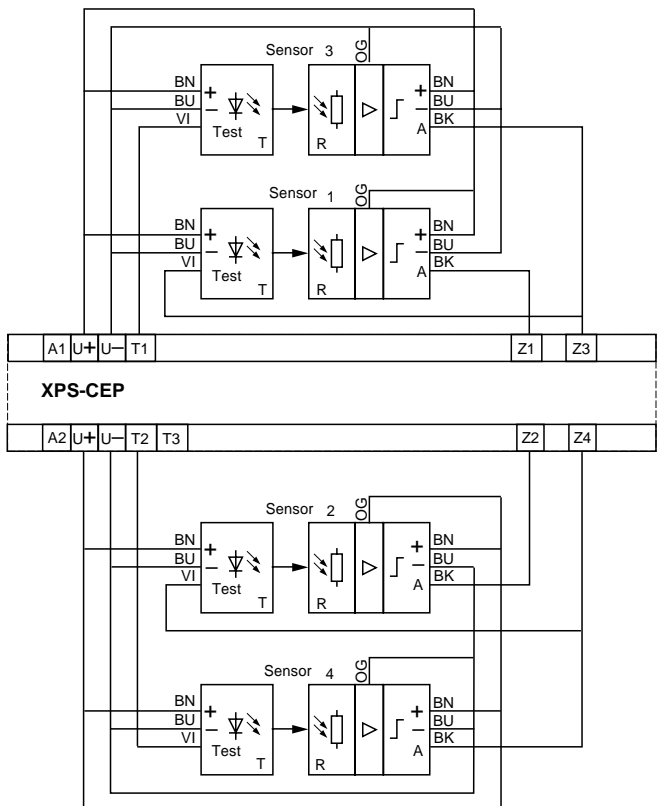 Sensor 3 OG
BN + + BN
BU − − BU
VI A BK
Test T R
Sensor 1 OG
BN + + BN
BU − − BU
VI A BK
Test T R
A1 U+ U− T1 Z1 Z3
XPS-CEP
A2 U+ U− T2 T3 Z2 Z4
Sensor 2 OG
BN + + BN
BU − − BU
VI A BK
Test T R
Sensor 4 OG
BN + + BN
BU − − BU
VI A BK
Test T R